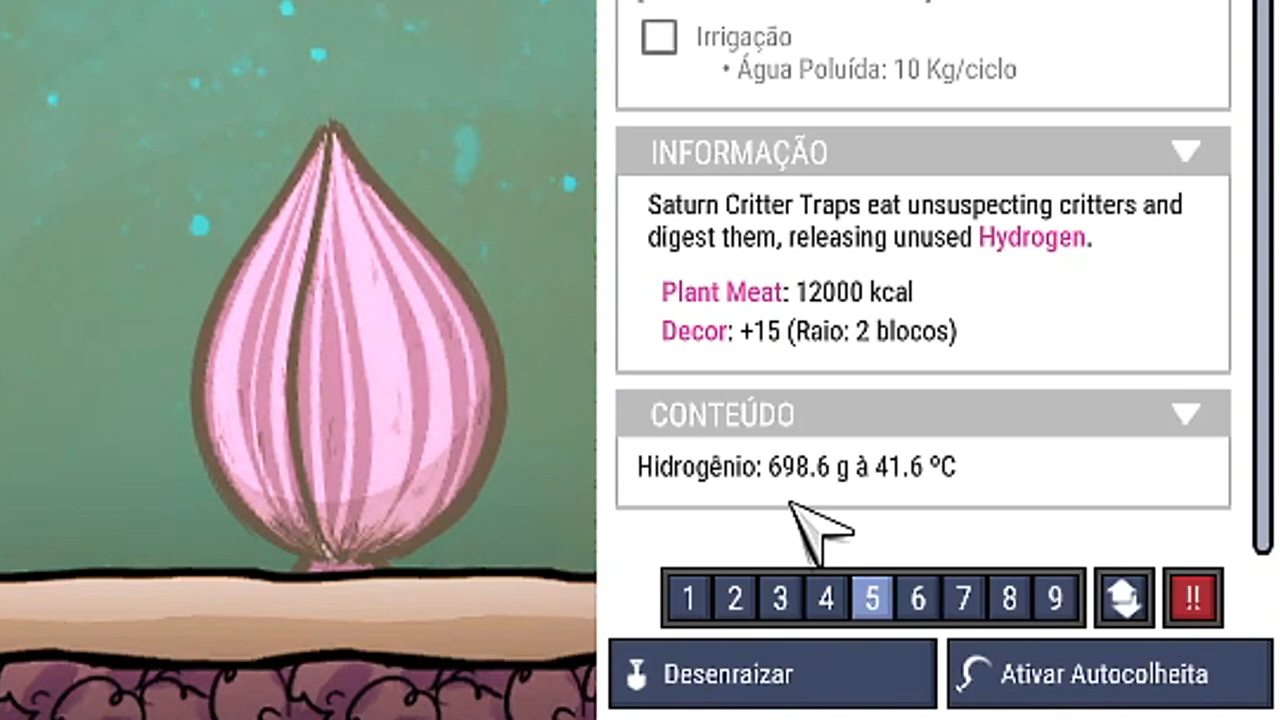 Irrigação
• Água Poluída: 10 Kg/ciclo
INFORMAÇÃO
Saturn Critter Traps eat unsuspecting critters and
digest them, releasing unused Hydrogen.
Plant Meat: 12000 kcal
Decor: +15 (Raio: 2 blocos)
CONTEÚDO
Hidrogênio: 698.6 g à 41.6 ºC
1 2 3 4 5 6 7 8 9 !!
Desenraizar
Ativar Autocolheita